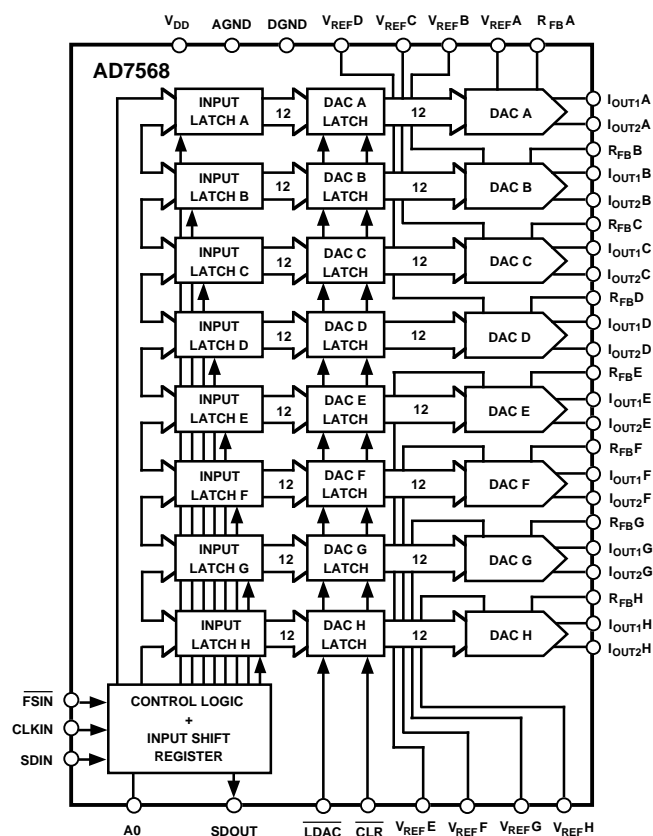 VDD AGND DGND VREFD VREFC VREFB VREFA RFBA
AD7568
INPUT LATCH A 12 DAC A LATCH 12 DAC A IOUT1A
IOUT2A
RFBB
INPUT LATCH B 12 DAC B LATCH 12 DAC B IOUT1B
IOUT2B
RFBC
INPUT LATCH C 12 DAC C LATCH 12 DAC C IOUT1C
IOUT2C
RFBD
INPUT LATCH D 12 DAC D LATCH 12 DAC D IOUT1D
IOUT2D
RFBE
INPUT LATCH E 12 DAC E LATCH 12 DAC E IOUT1E
IOUT2E
RFBF
INPUT LATCH F 12 DAC F LATCH 12 DAC F IOUT1F
IOUT2F
RFBG
INPUT LATCH G 12 DAC G LATCH 12 DAC G IOUT1G
IOUT2G
RFBH
INPUT LATCH H 12 DAC H LATCH 12 DAC H IOUT1H
IOUT2H
FSIN
CLKIN
SDIN
CONTROL LOGIC
+
INPUT SHIFT
REGISTER
A0 SDOUT LDAC CLR VREFE VREFF VREFG VREFH